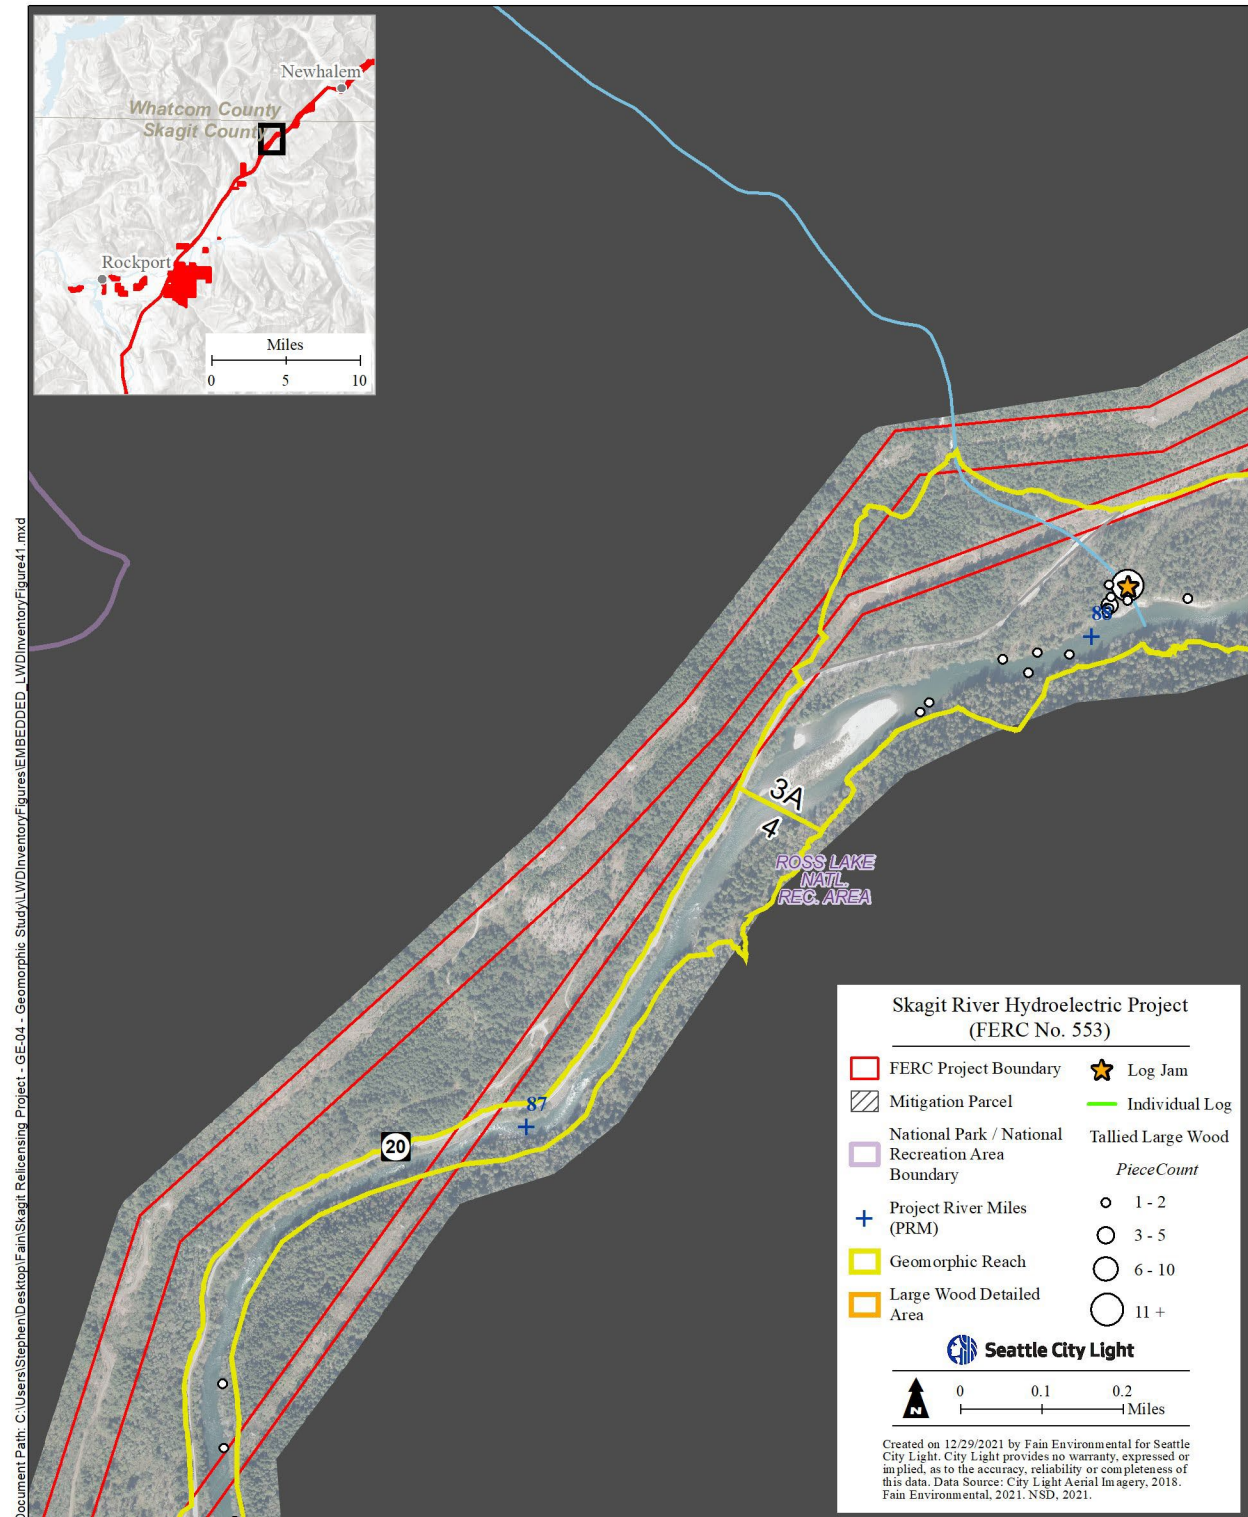 Newhalem
Whatcom County
Skagit County
Rockport
Miles
0 5 10
3A
4
ROSS LAKE
NATL.
REC. AREA
87
20
Skagit River Hydroelectric Project
(FERC No. 553)
FERC Project Boundary
Mitigation Parcel
National Park / National
Recreation Area
Boundary
Project River Miles
(PRM)
Geomorphic Reach
Large Wood Detailed
Area
Log Jam
Individual Log
Tallied Large Wood
PieceCount
1 - 2
3 - 5
6 - 10
11 +
Seattle City Light
N
0 0.1 0.2
Miles
Created on 12/29/2021 by Fain Environmental for Seattle
City Light. City Light provides no warranty, expressed or
implied, as to the accuracy, reliability or completeness of
this data. Data Source: City Light Aerial Imagery, 2018.
Fain Environmental, 2021. NSD, 2021.
Document Path: C:\Users\Stephen\Desktop\Fain\Skagit Relicensing Project - GE-04 - Geomorphic Study\LWDInventoryFigures\EMBEDDED_LWDInventoryFigure41.mxd